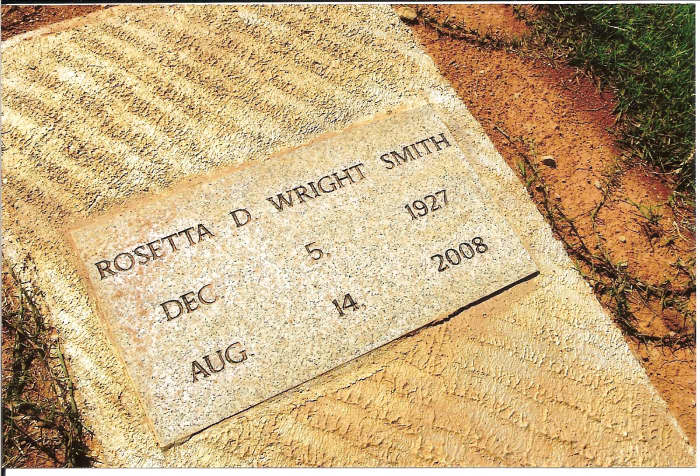 ROSETTA D. WRIGHT SMITH
DEC 5, 1927
AUG. 14, 2008